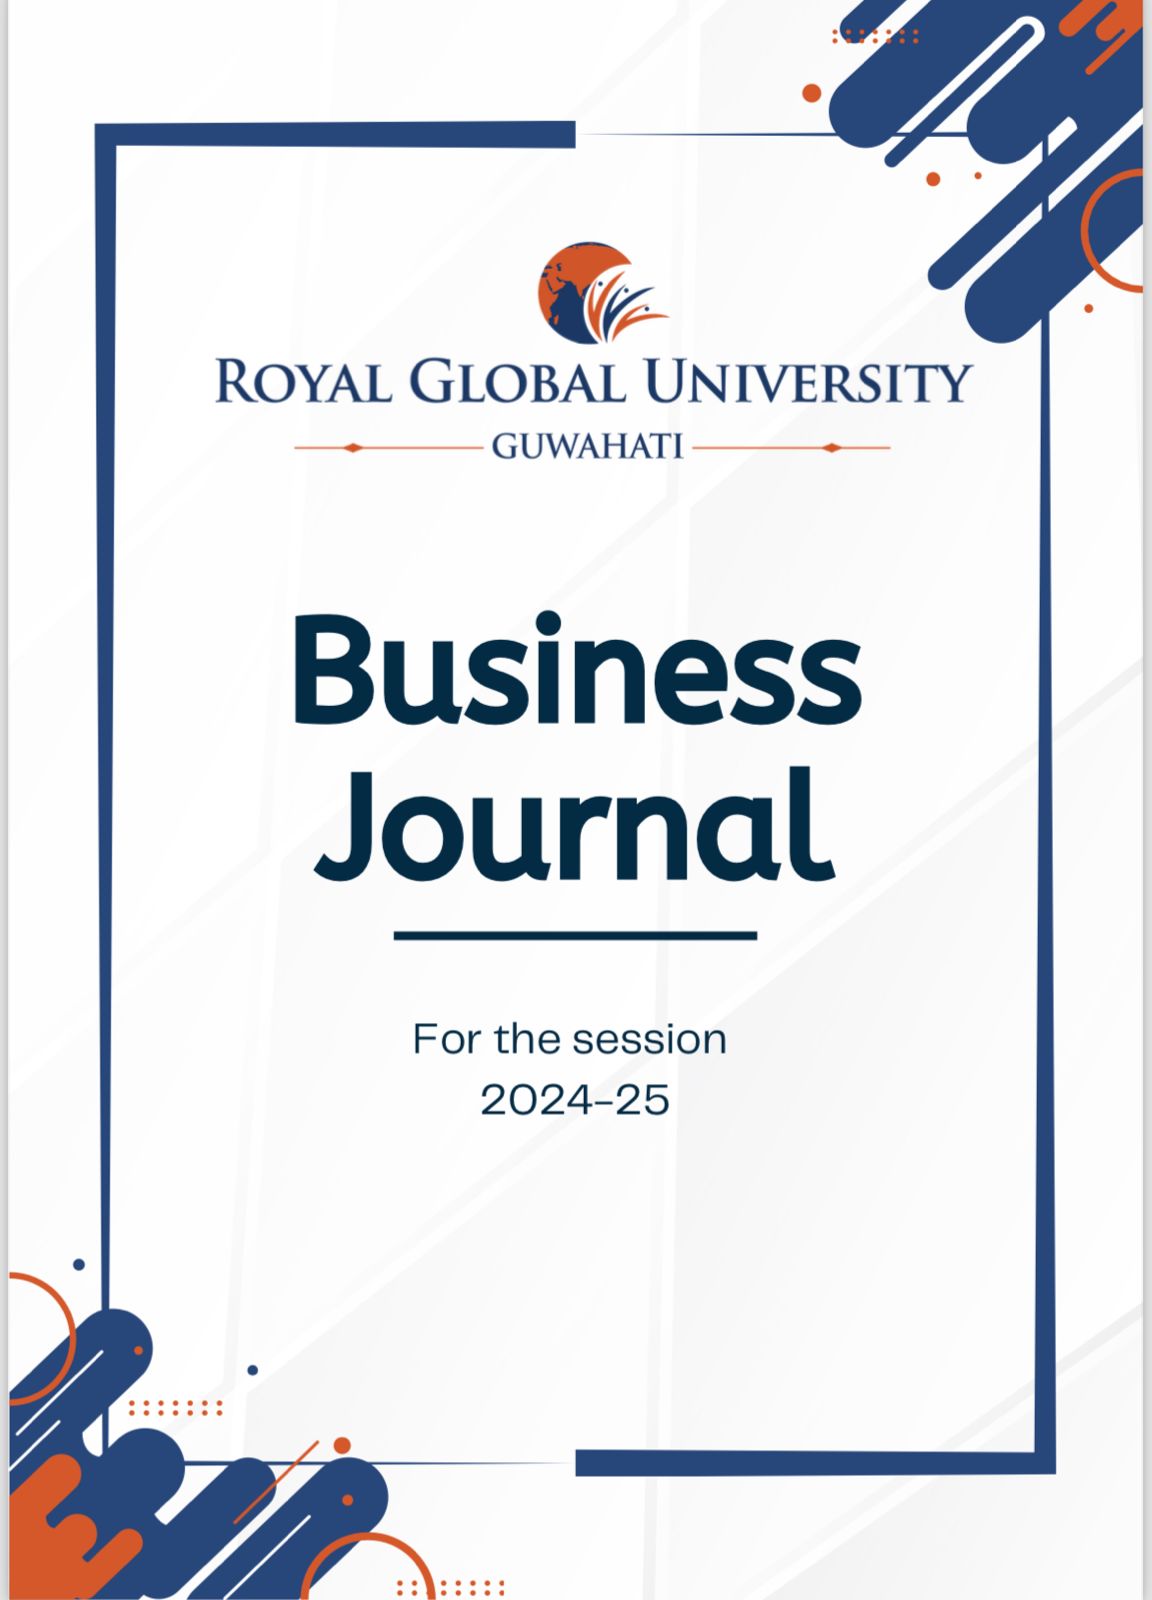 ROYAL GLOBAL UNIVERSITY
GUWAHATI
Business
Journal
For the session
2024-25